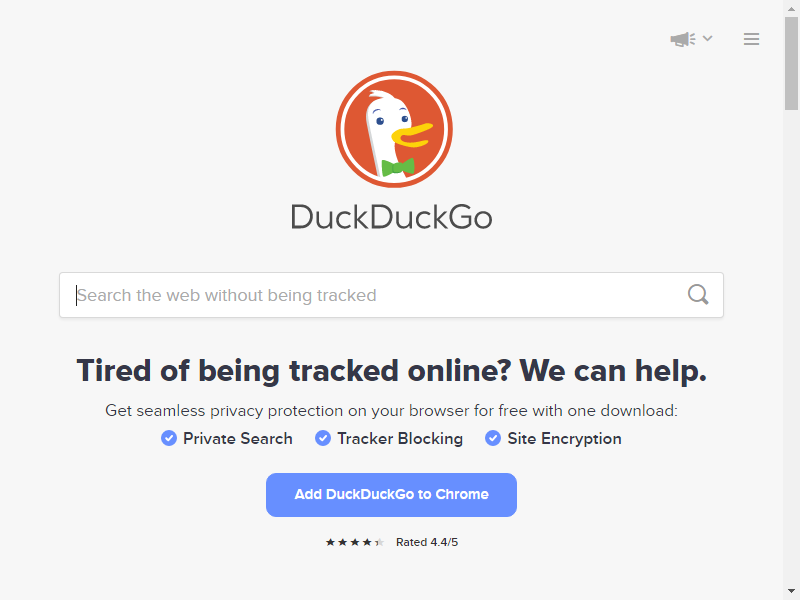 DuckDuckGo
Search the web without being tracked
Tired of being tracked online? We can help.
Get seamless privacy protection on your browser for free with one download:
Private Search Tracker Blocking Site Encryption
Add DuckDuckGo to Chrome
Rated 4.4/5